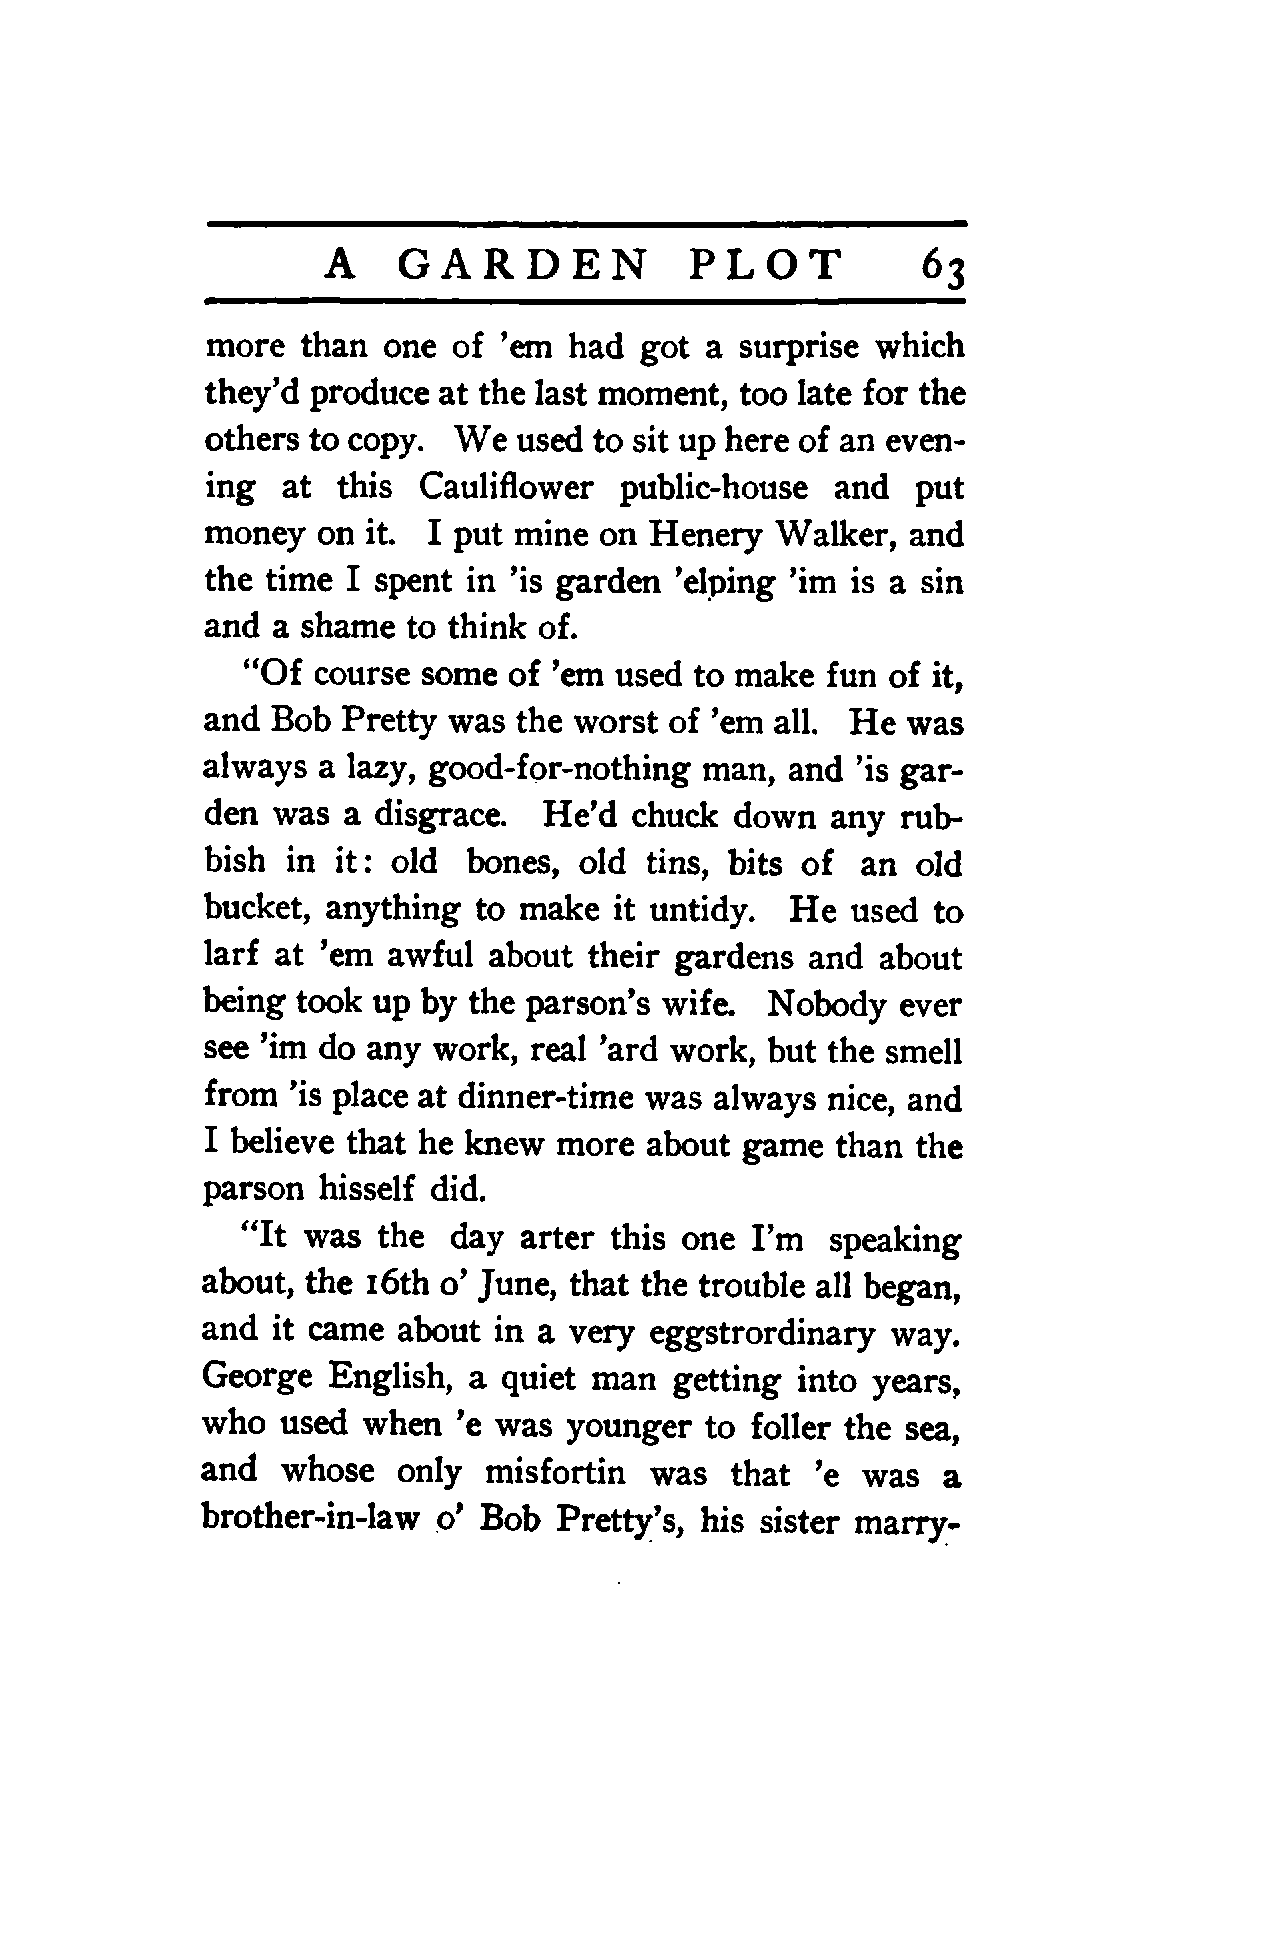 A GARDEN PLOT 63
more than one of 'em had got a surprise which
they'd produce at the last moment, too late for the
others to copy. We used to sit up here of an even-
ing at this Cauliflower public-house and put
money on it. I put mine on Henery Walker, and
the time I spent in 'is garden 'elping 'im is a sin
and a shame to think of.
"Of course some of 'em used to make fun of it,
and Bob Pretty was the worst of 'em all. He was
always a lazy, good-for-nothing man, and 'is gar-
den was a disgrace. He'd chuck down any rub-
bish in it: old bones, old tins, bits of an old
bucket, anything to make it untidy. He used to
larf at 'em awful about their gardens and about
being took up by the parson's wife. Nobody ever
see 'im do any work, real 'ard work, but the smell
from 'is place at dinner-time was always nice, and
I believe that he knew more about game than the
parson hisself did.
"It was the day arter this one I'm speaking
about, the 16th o' June, that the trouble all began,
and it came about in a very eggstrordinary way.
George English, a quiet man getting into years,
who used when 'e was younger to foller the sea,
and whose only misfortin was that 'e was a
brother-in-law o' Bob Pretty's, his sister marry-